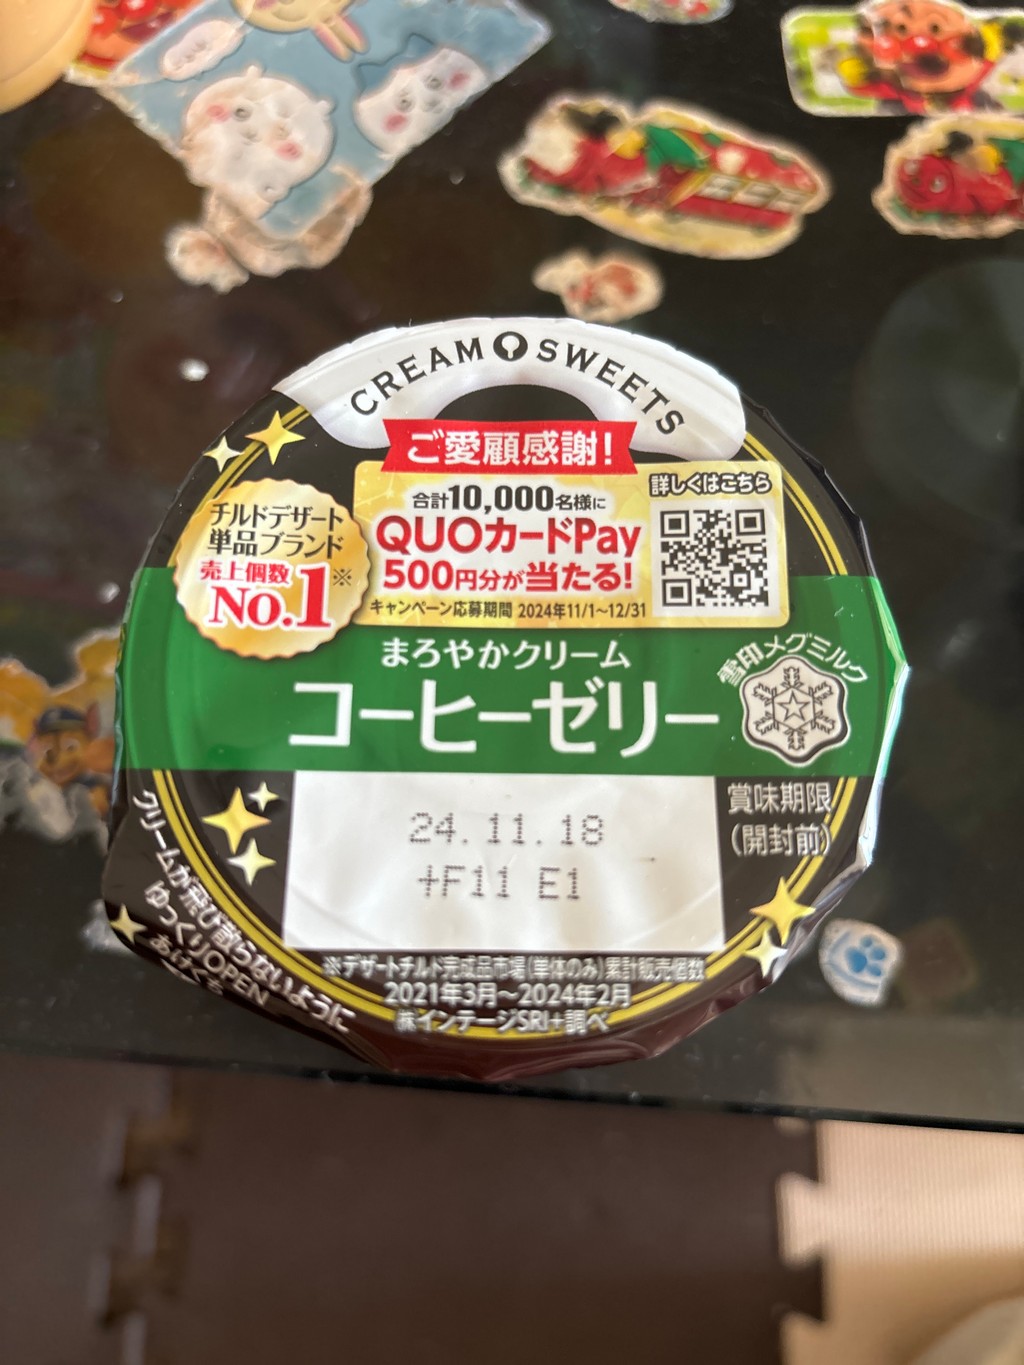 CREAM SWEETS
ご愛顧感謝!
合計10,000名様に
QUOカードPay
500円分が当たる!
キャンペーン応募期間 2024年11/1~12/31
詳しくはこちら
チルドデザート
単品ブランド
売上個数
No.1※
まろやかクリーム
コーヒーゼリー
雪印メグミルク
賞味期限
(開封前)
24.11.18
+F11 E1
クリームが飛び散らないように
ゆっくりOPEN
あけくち
※デザートチルド完成品市場(単体のみ)累計販売個数
2021年3月~2024年2月
㈱インテージSRI+調べ